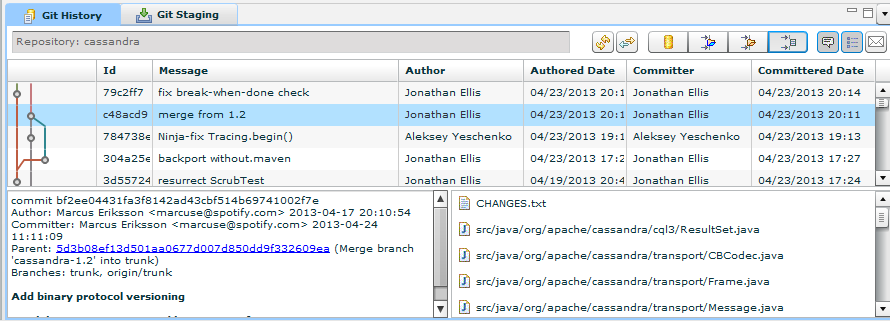 Git History Git Staging
Repository: cassandra
Id Message Author Authored Date Committer Committered Date
79c2ff7 fix break-when-done check Jonathan Ellis 04/23/2013 20:1 Jonathan Ellis 04/23/2013 20:14
c48acd9 merge from 1.2 Jonathan Ellis 04/23/2013 20:1 Jonathan Ellis 04/23/2013 20:11
784738e Ninja-fix Tracing.begin() Aleksey Yeschenko 04/23/2013 19:1 Aleksey Yeschenko 04/23/2013 19:13
304a25e backport without.maven Jonathan Ellis 04/23/2013 17:2 Jonathan Ellis 04/23/2013 17:27
3d55724 resurrect ScrubTest Jonathan Ellis 04/19/2013 20:4 Jonathan Ellis 04/23/2013 17:24
commit bf2ee04431fa3f8142ad43cbf514b69741002f7e
Author: Marcus Eriksson <marcuse@spotify.com> 2013-04-17 20:10:54
Committer: Marcus Eriksson <marcuse@spotify.com> 2013-04-24
11:11:09
Parent: 5d3b08ef13d501aa0677d007d850dd9f332609ea (Merge branch
'cassandra-1.2' into trunk)
Branches: trunk, origin/trunk
Add binary protocol versioning
CHANGES.txt
src/java/org/apache/cassandra/cql3/ResultSet.java
src/java/org/apache/cassandra/transport/CBCodec.java
src/java/org/apache/cassandra/transport/Frame.java
src/java/org/apache/cassandra/transport/Message.java